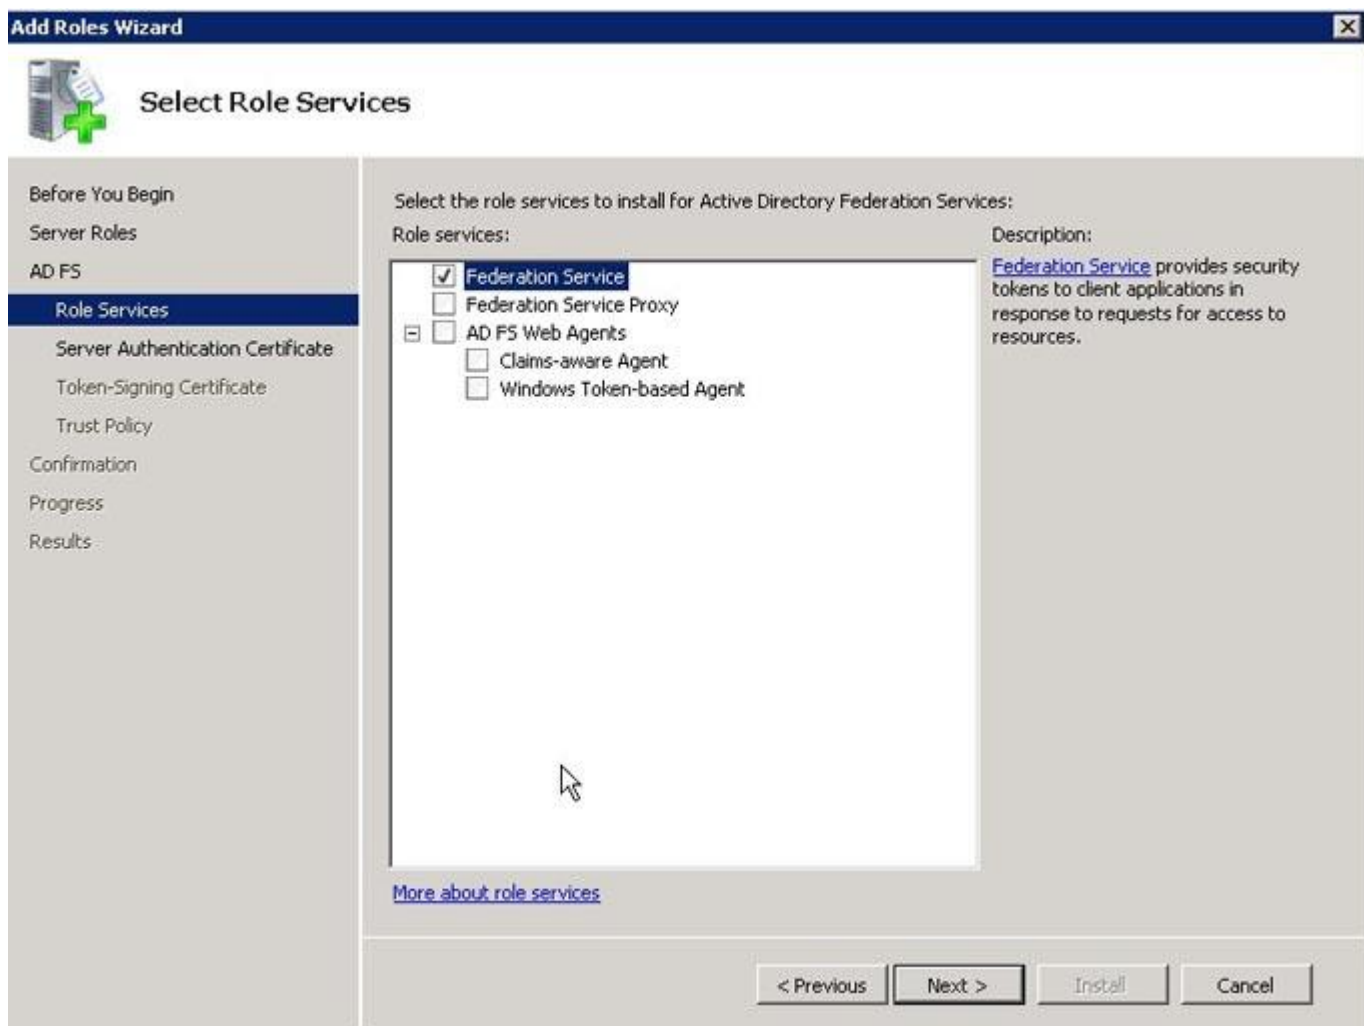 Add Roles Wizard
Select Role Services
Before You Begin
Server Roles
AD FS
Role Services
Server Authentication Certificate
Token-Signing Certificate
Trust Policy
Confirmation
Progress
Results
Select the role services to install for Active Directory Federation Services:
Role services:
Federation Service
Federation Service Proxy
AD FS Web Agents
Claims-aware Agent
Windows Token-based Agent
More about role services
Description:
Federation Service provides security
tokens to client applications in
response to requests for access to
resources.
< Previous
Next >
Install
Cancel